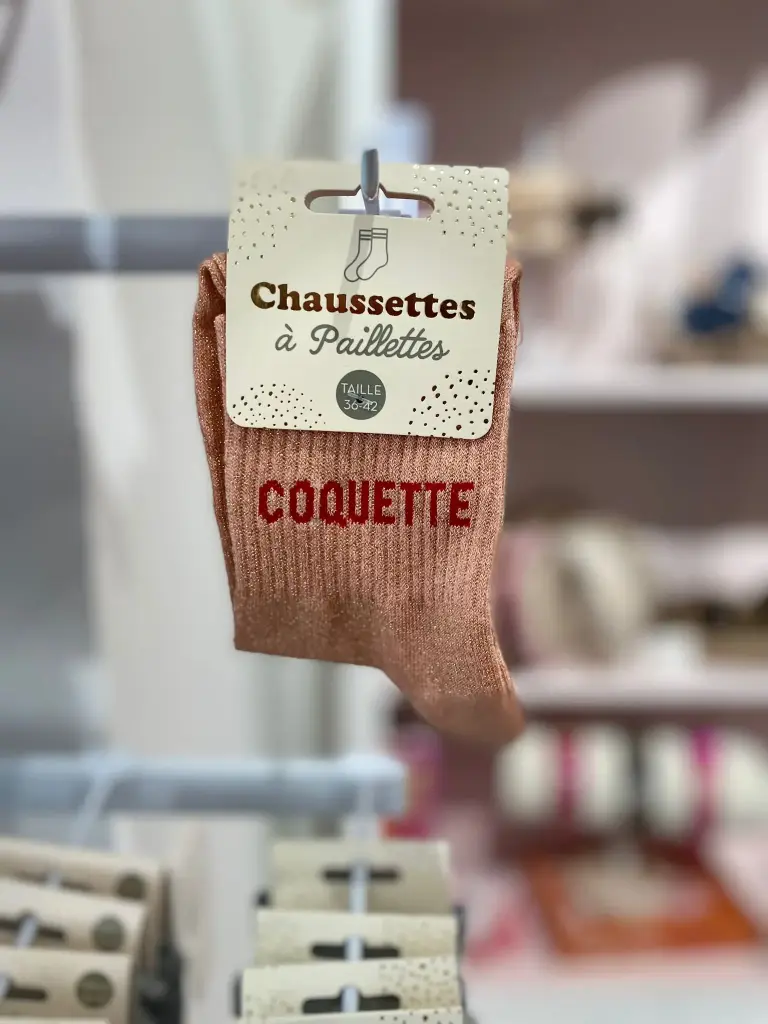 Chaussettes
à Paillettes
TAILLE
36-42
COQUETTE